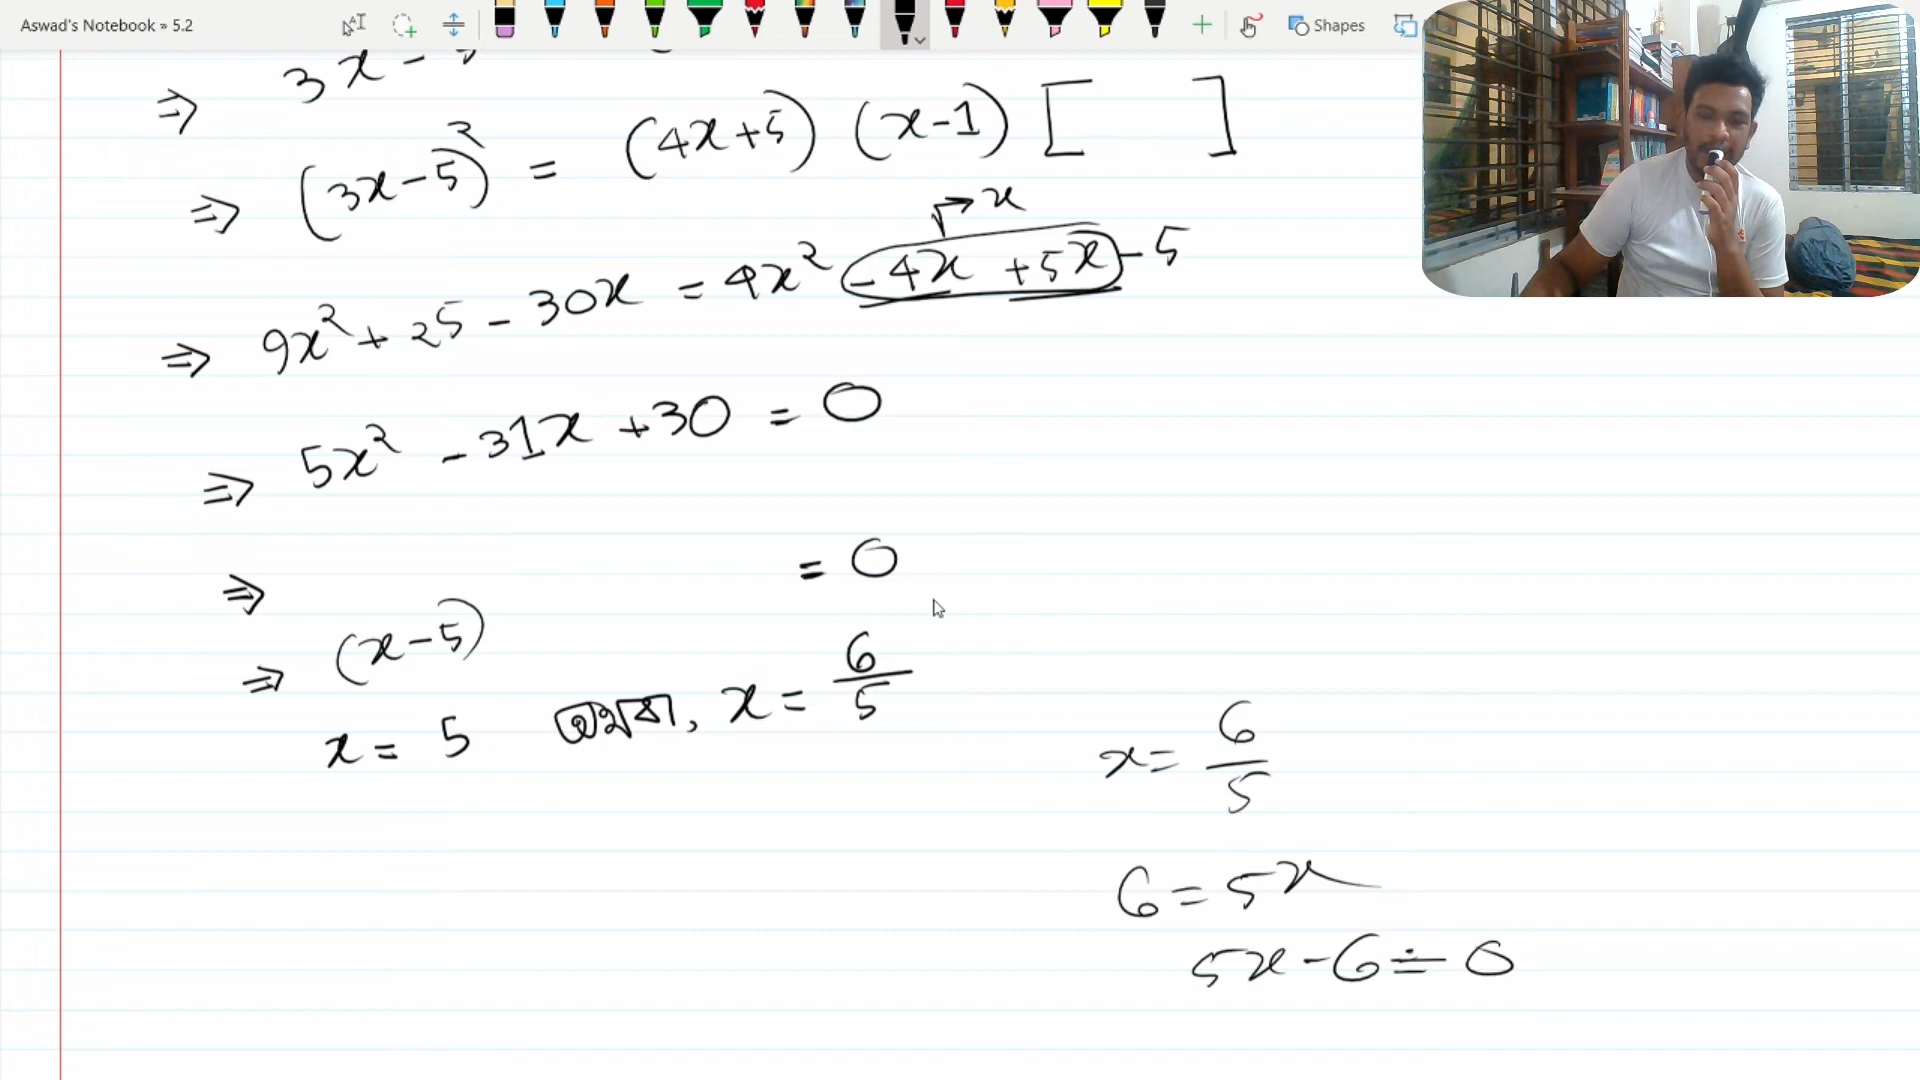 Aswad's Notebook » 5.2
Shapes
⇒ 3x -
⇒ (3x-5)² = (4x+5) (x-1) [ ]
→ x
⇒ 9x² + 25 - 30x = 4x² -4x +5x -5
⇒ 5x² - 31x +30 = 0
⇒ = 0
⇒ (x-5)
x = 5 অথবা, x = 6/5
x = 6/5
6 = 5x
5x - 6 = 0